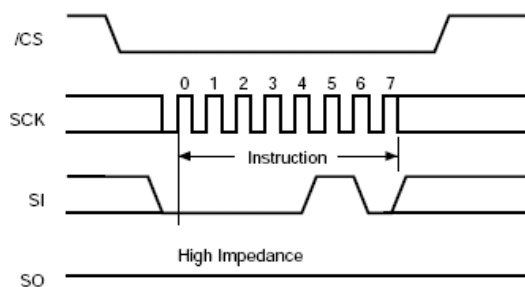 /CS
0 1 2 3 4 5 6 7
SCK
Instruction
SI
High Impedance
SO